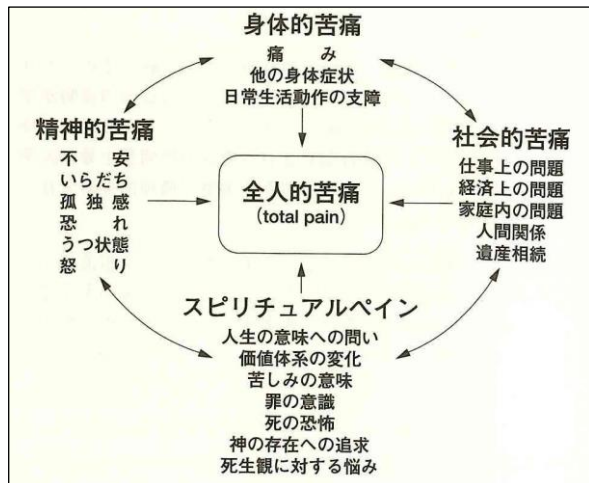 身体的苦痛
痛み
他の身体症状
日常生活動作の支障
精神的苦痛
不安
いらだち
孤独感
恐れ
うつ状態
怒り
社会的苦痛
仕事上の問題
経済上の問題
家庭内の問題
人間関係
遺産相続
全人的苦痛
(total pain)
スピリチュアルペイン
人生の意味への問い
価値体系の変化
苦しみの意味
罪の意識
死の恐怖
神の存在への追求
死生観に対する悩み